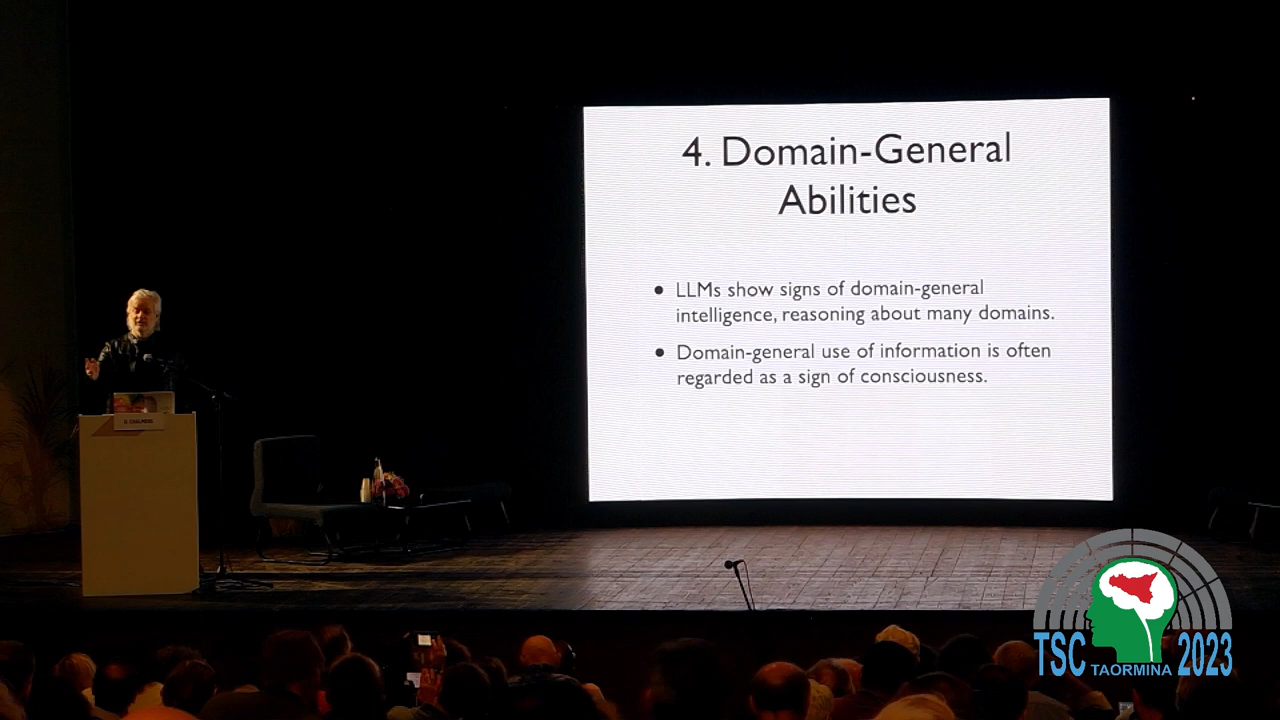 4. Domain-General
Abilities
• LLMs show signs of domain-general
intelligence, reasoning about many domains.
• Domain-general use of information is often
regarded as a sign of consciousness.
D. CHALMERS
TSC TAORMINA 2023